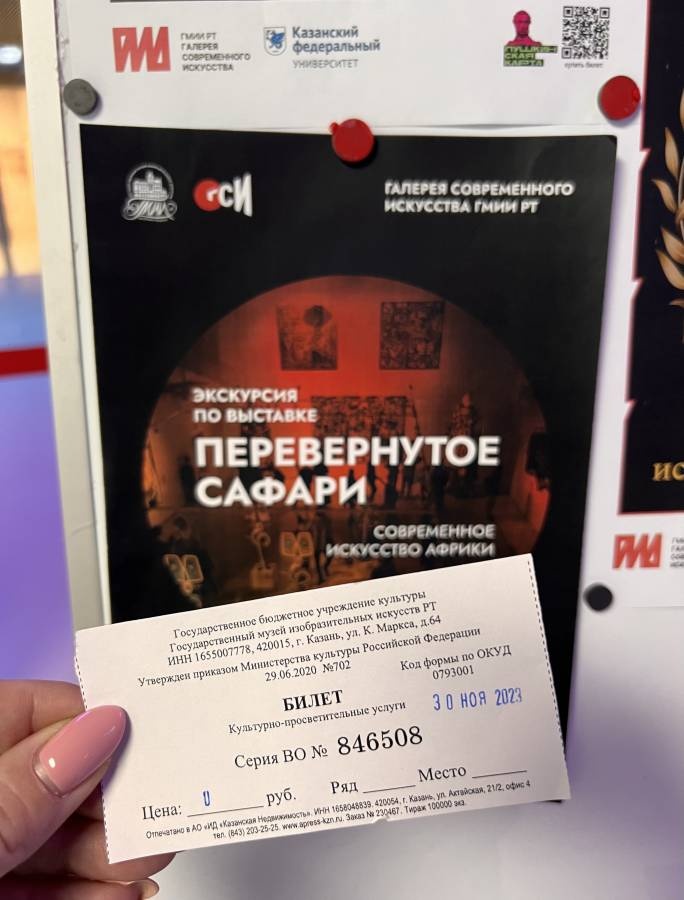 ГМИИ РТ
ГАЛЕРЕЯ
СОВРЕМЕННОГО
ИСКУССТВА
Казанский
федеральный
УНИВЕРСИТЕТ
ПУШКИН
СКАЯ
КАРТА
купить билет
гСИ
ГАЛЕРЕЯ СОВРЕМЕННОГО
ИСКУССТВА ГМИИ РТ
ЭКСКУРСИЯ
ПО ВЫСТАВКЕ
ПЕРЕВЕРНУТОЕ
САФАРИ
СОВРЕМЕННОЕ
ИСКУССТВО АФРИКИ
ИС
Государственное бюджетное учреждение культуры
Государственный музей изобразительных искусств РТ
ИНН 1655007778, 420015, г. Казань, ул. К. Маркса, д.64
Утвержден приказом Министерства культуры Российской Федерации
29.06.2020 №702
Код формы по ОКУД
0793001
БИЛЕТ
Культурно-просветительные услуги
30 НОЯ 2023
Серия ВО № 846508
Цена: 0 руб. Ряд Место
Отпечатано в АО «ИД «Казанская Недвижимость». ИНН 1658048839. 420054, г. Казань, ул. Актайская, 21/2, офис 4
тел. (843) 203-25-25. www.apress-kzn.ru. Заказ № 230467. Тираж 100000 экз.